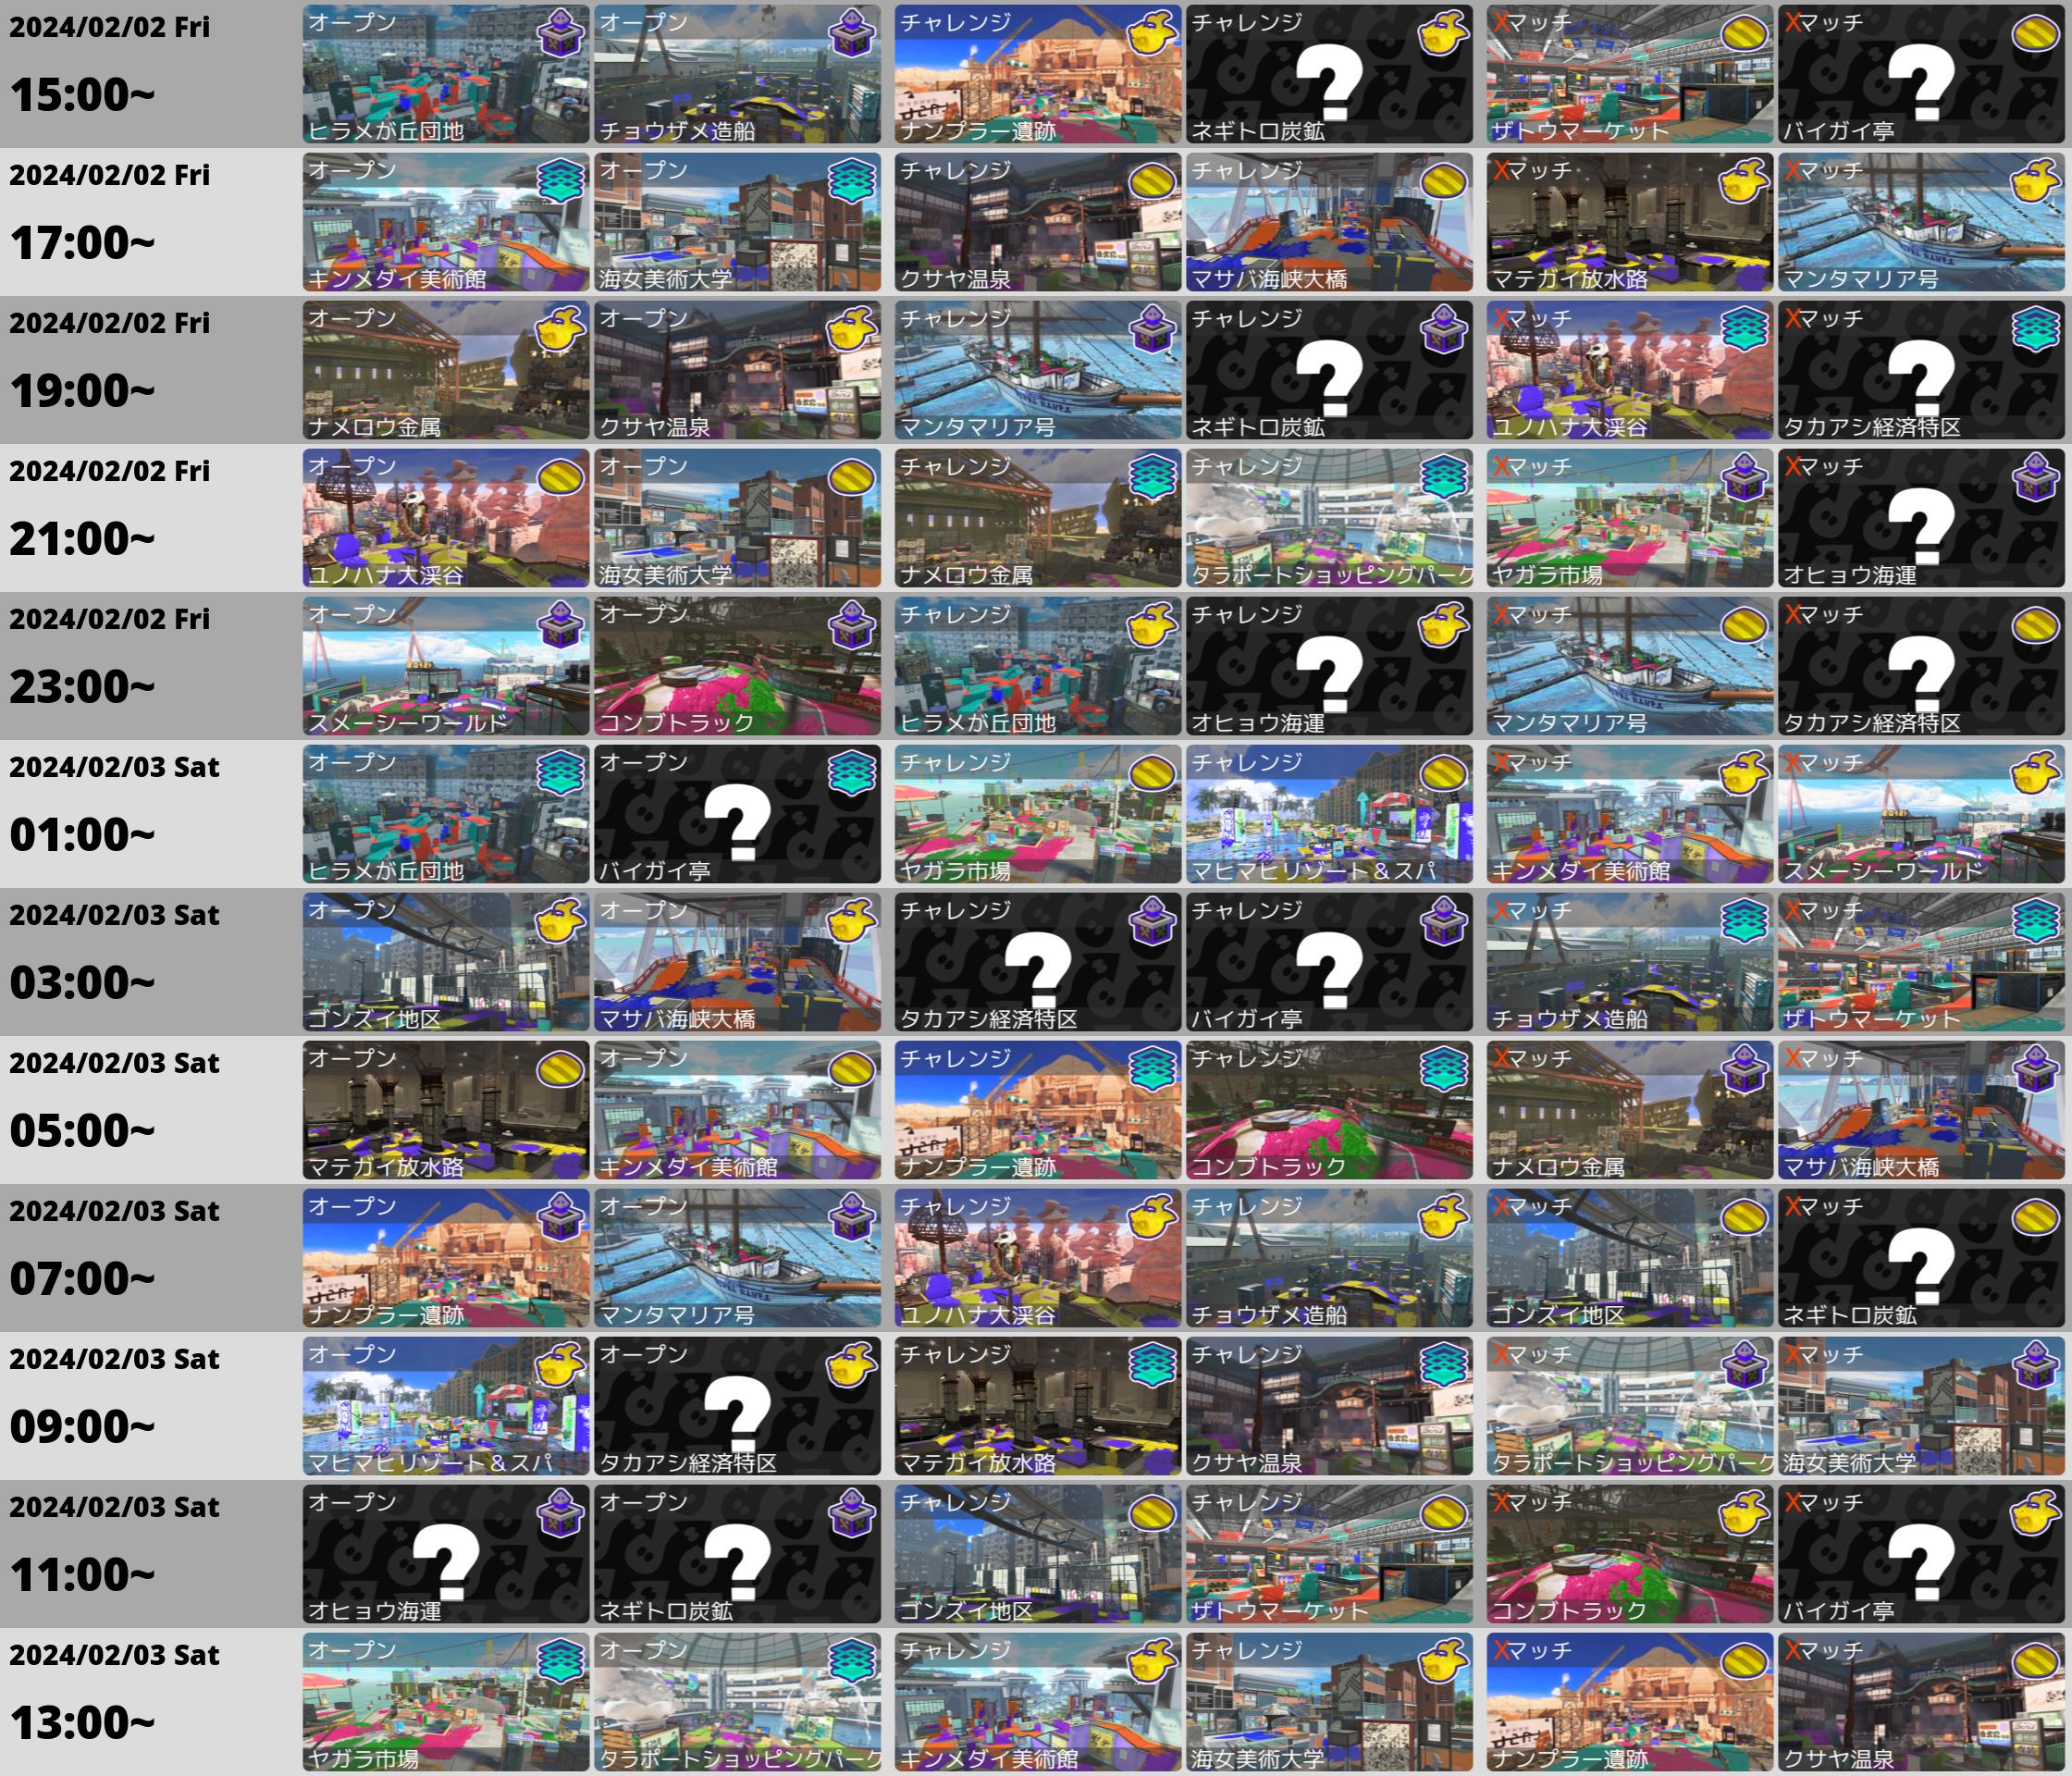 2024/02/02 Fri
15:00~
オープン オープン チャレンジ チャレンジ Xマッチ Xマッチ
ヒラメが丘団地 チョウザメ造船 ナンプラー遺跡 ネギトロ炭鉱 ザトウマーケット バイガイ亭
2024/02/02 Fri
17:00~
オープン オープン チャレンジ チャレンジ Xマッチ Xマッチ
キンメダイ美術館 海女美術大学 クサヤ温泉 マサバ海峡大橋 マテガイ放水路 マンタマリア号
2024/02/02 Fri
19:00~
オープン オープン チャレンジ チャレンジ Xマッチ Xマッチ
ナメロウ金属 クサヤ温泉 マンタマリア号 ネギトロ炭鉱 ユノハナ大渓谷 タカアシ経済特区
2024/02/02 Fri
21:00~
オープン オープン チャレンジ チャレンジ Xマッチ Xマッチ
ユノハナ大渓谷 海女美術大学 ナメロウ金属 タラポートショッピングパーク ヤガラ市場 オヒョウ海運
2024/02/02 Fri
23:00~
オープン オープン チャレンジ チャレンジ Xマッチ Xマッチ
スメーシーワールド コンブトラック ヒラメが丘団地 オヒョウ海運 マンタマリア号 タカアシ経済特区
2024/02/03 Sat
01:00~
オープン オープン チャレンジ チャレンジ Xマッチ Xマッチ
ヒラメが丘団地 バイガイ亭 ヤガラ市場 マヒマヒリゾート&スパ キンメダイ美術館 スメーシーワールド
2024/02/03 Sat
03:00~
オープン オープン チャレンジ チャレンジ Xマッチ Xマッチ
ゴンズイ地区 マサバ海峡大橋 タカアシ経済特区 バイガイ亭 チョウザメ造船 ザトウマーケット
2024/02/03 Sat
05:00~
オープン オープン チャレンジ チャレンジ Xマッチ Xマッチ
マテガイ放水路 キンメダイ美術館 ナンプラー遺跡 コンブトラック ナメロウ金属 マサバ海峡大橋
2024/02/03 Sat
07:00~
オープン オープン チャレンジ チャレンジ Xマッチ Xマッチ
ナンプラー遺跡 マンタマリア号 ユノハナ大渓谷 チョウザメ造船 ゴンズイ地区 ネギトロ炭鉱
2024/02/03 Sat
09:00~
オープン オープン チャレンジ チャレンジ Xマッチ Xマッチ
マヒマヒリゾート&スパ タカアシ経済特区 マテガイ放水路 クサヤ温泉 タラポートショッピングパーク 海女美術大学
2024/02/03 Sat
11:00~
オープン オープン チャレンジ チャレンジ Xマッチ Xマッチ
オヒョウ海運 ネギトロ炭鉱 ゴンズイ地区 ザトウマーケット コンブトラック バイガイ亭
2024/02/03 Sat
13:00~
オープン オープン チャレンジ チャレンジ Xマッチ Xマッチ
ヤガラ市場 タラポートショッピングパーク キンメダイ美術館 海女美術大学 ナンプラー遺跡 クサヤ温泉